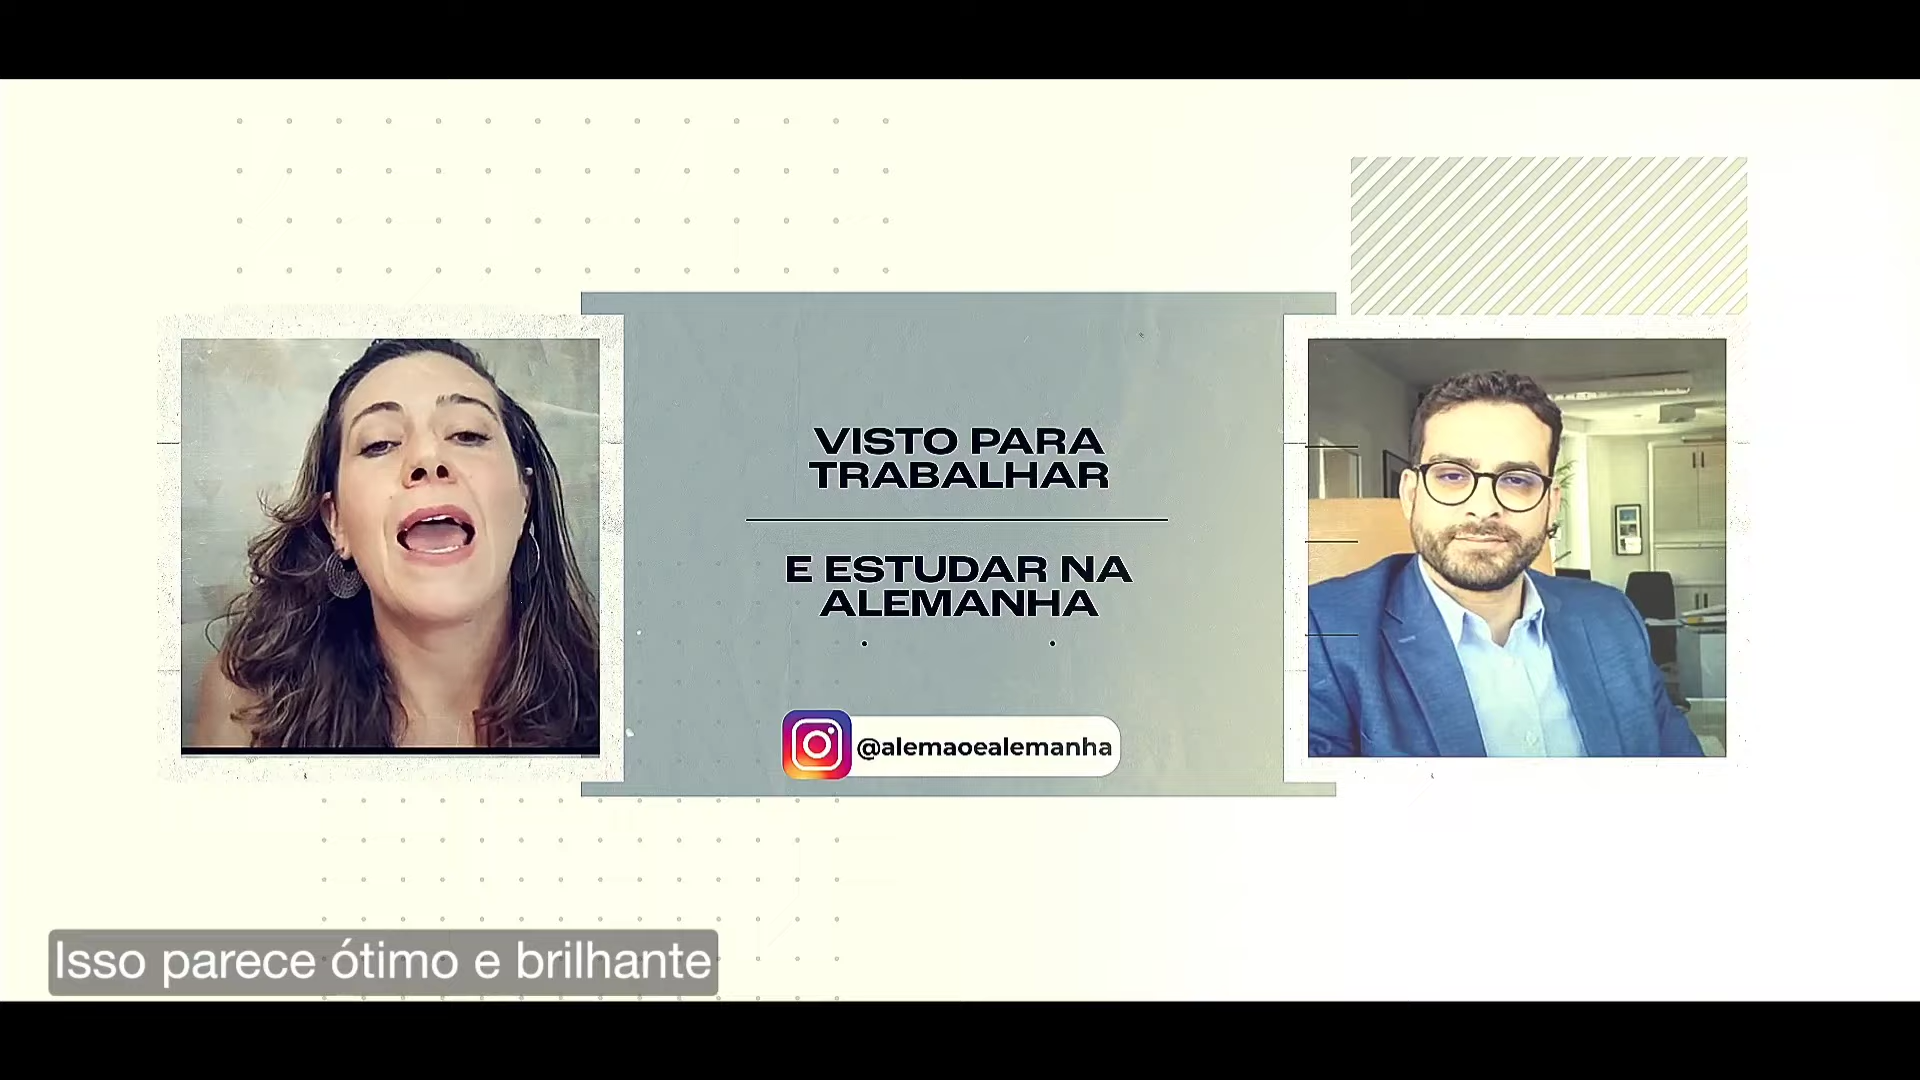 VISTO PARA
TRABALHAR
E ESTUDAR NA
ALEMANHA
@alemaoealemanha
Isso parece ótimo e brilhante